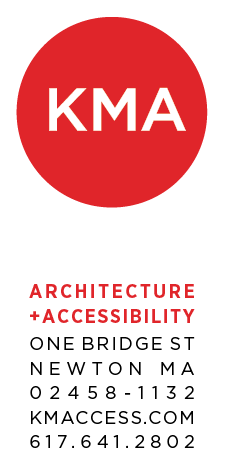 KMA
ARCHITECTURE
+ACCESSIBILITY
ONE BRIDGE ST
NEWTON MA
02458-1132
KMACCESS.COM
617.641.2802